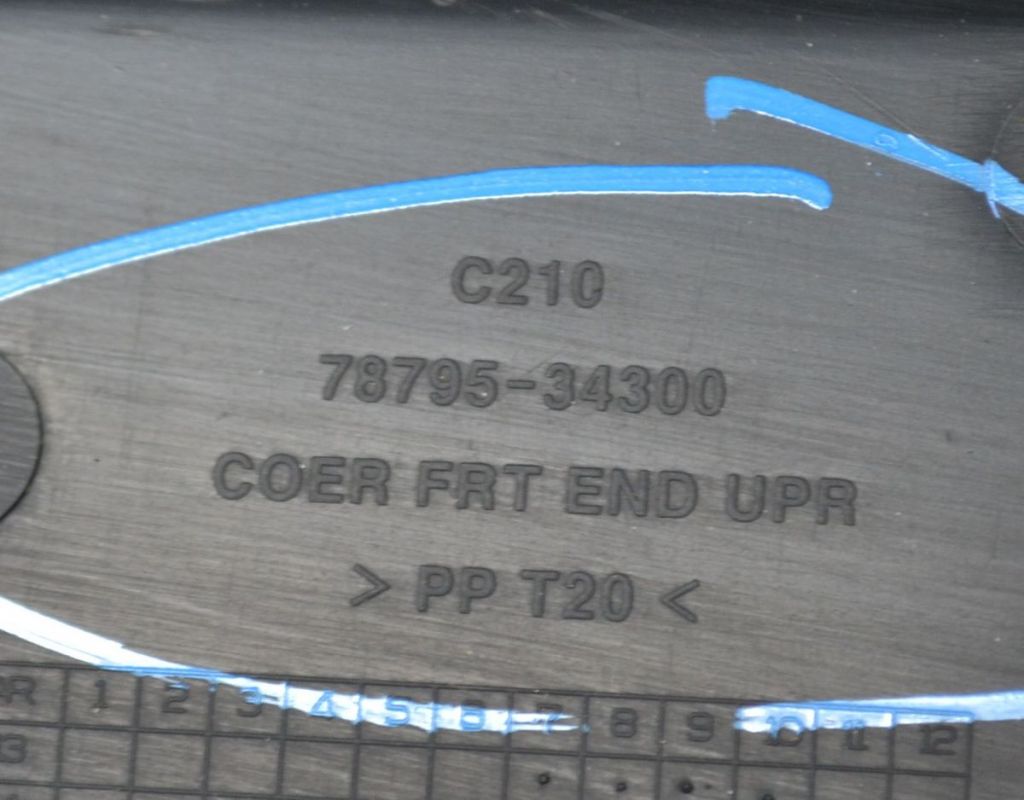 C210
78795-34300
COER FRT END UPR
> PP T20 <
1 2 3 4 5 6 7 8 9 10 11 12